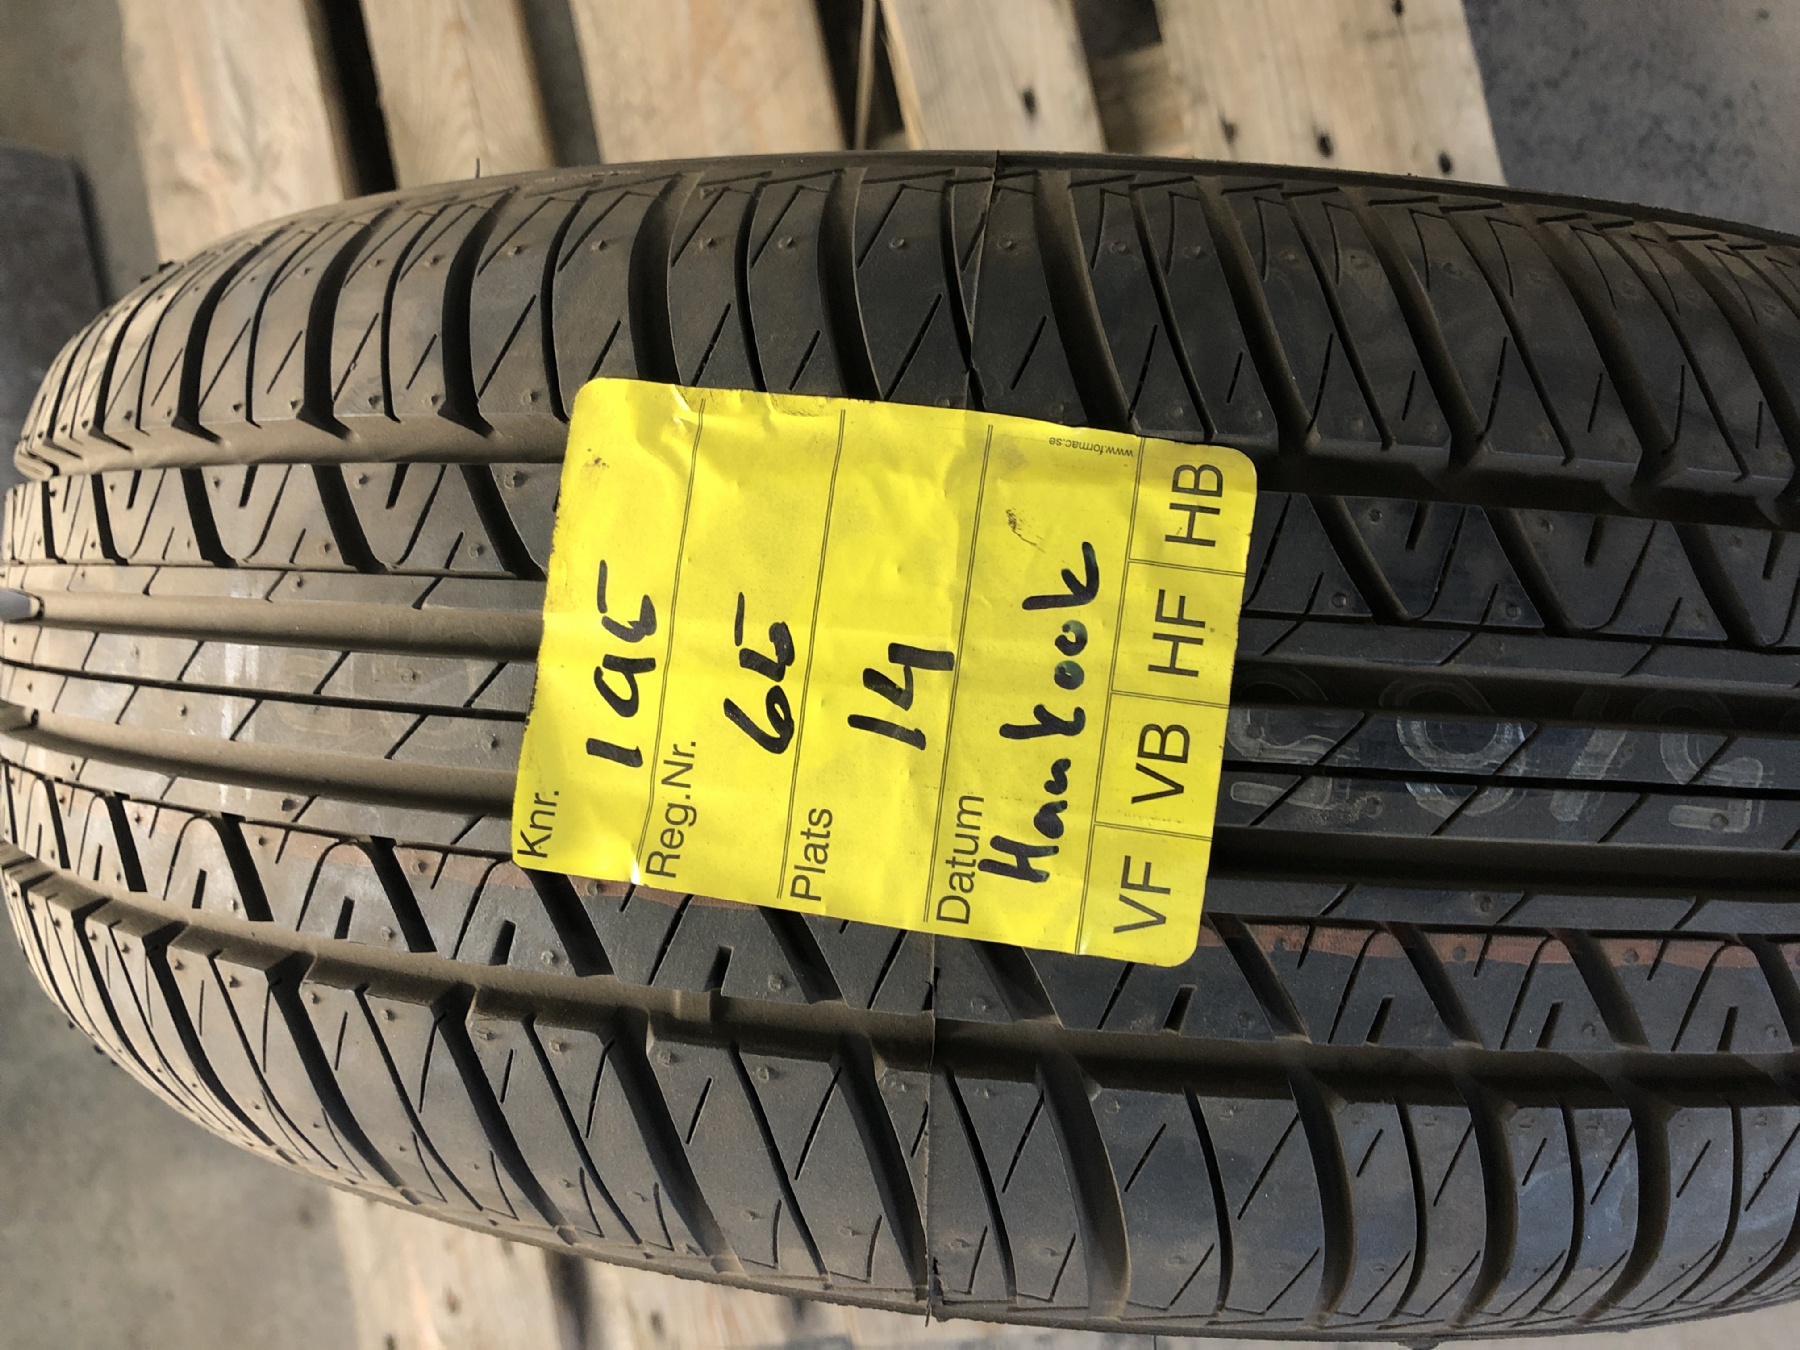 Knr. 195
Reg.Nr. 65
Plats 14
Datum Hankook
www.formac.se
VF VB HF HB